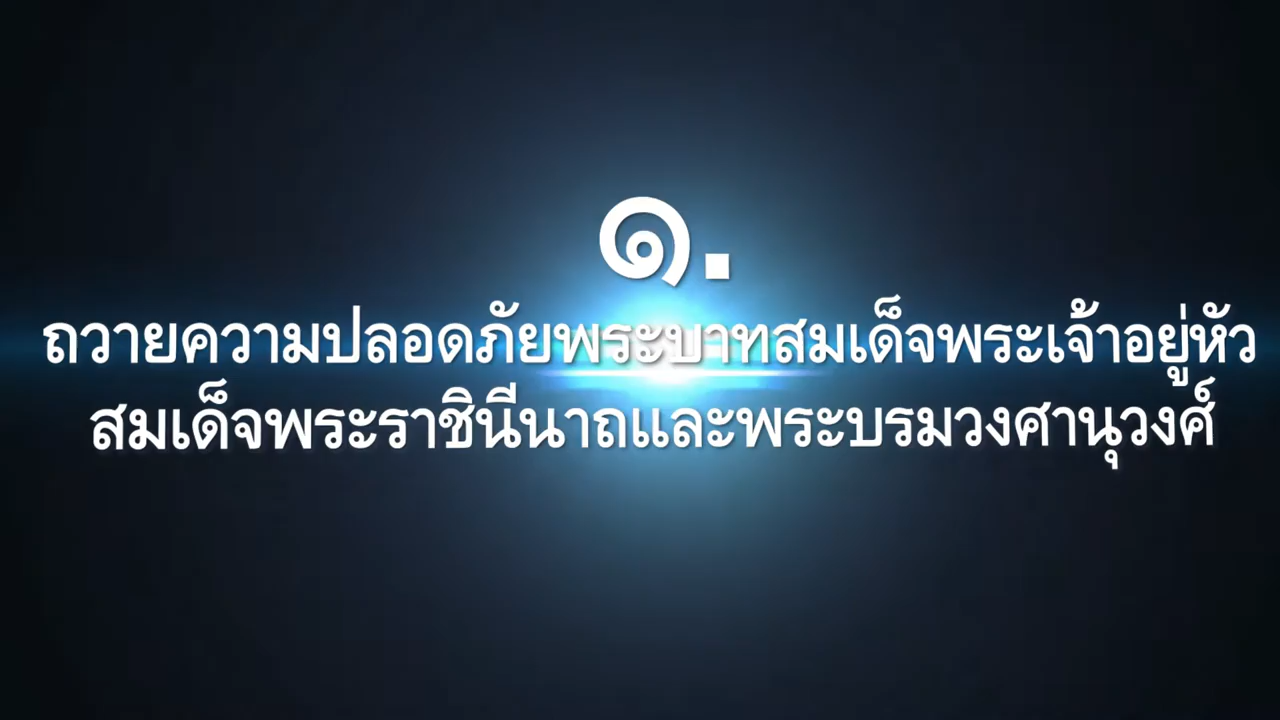 ๑.
ถวายความปลอดภัยพระบาทสมเด็จพระเจ้าอยู่หัว
สมเด็จพระราชินีนาถและพระบรมวงศานุวงศ์